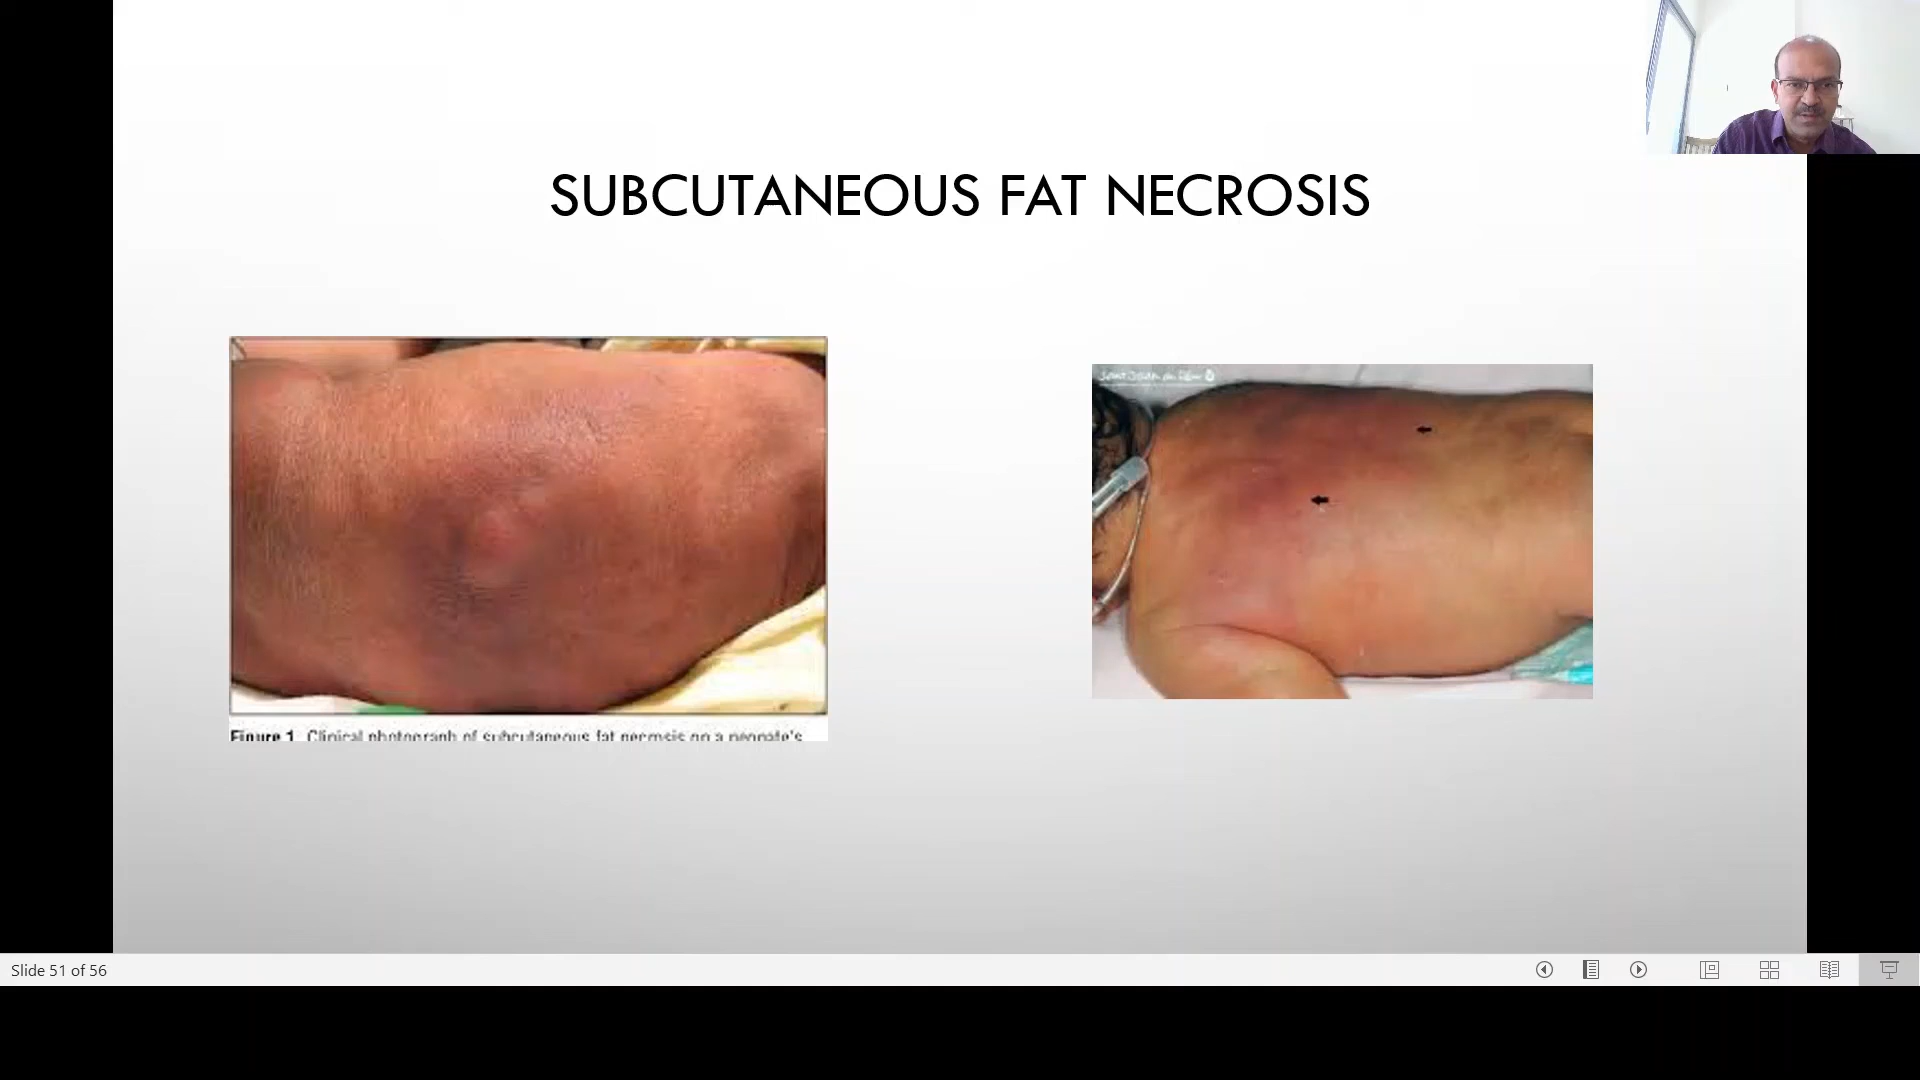 SUBCUTANEOUS FAT NECROSIS
Figure 1. Clinical photograph of subcutaneous fat necrosis on a neonate's
Slide 51 of 56